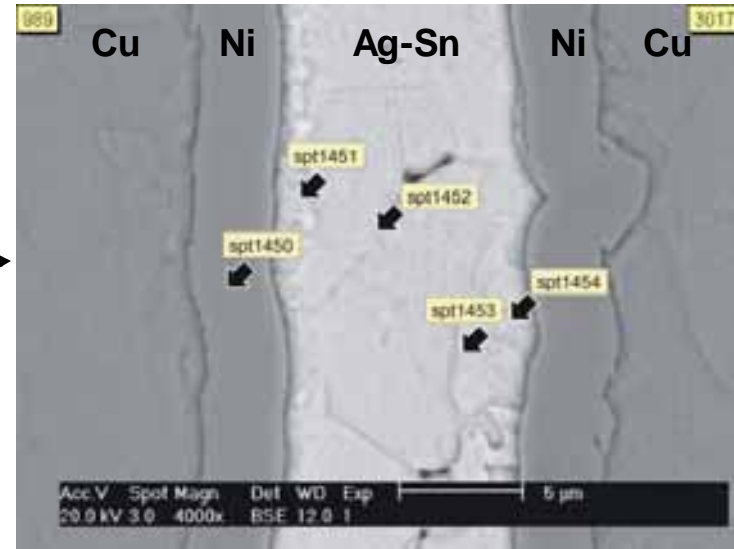 989
3017
Cu Ni Ag-Sn Ni Cu
spt1451
spt1452
spt1450
spt1454
spt1453
Acc.V Spot Magn Det WD Exp 5 µm
20.0 kV 3.0 4000x BSE 12.0 1